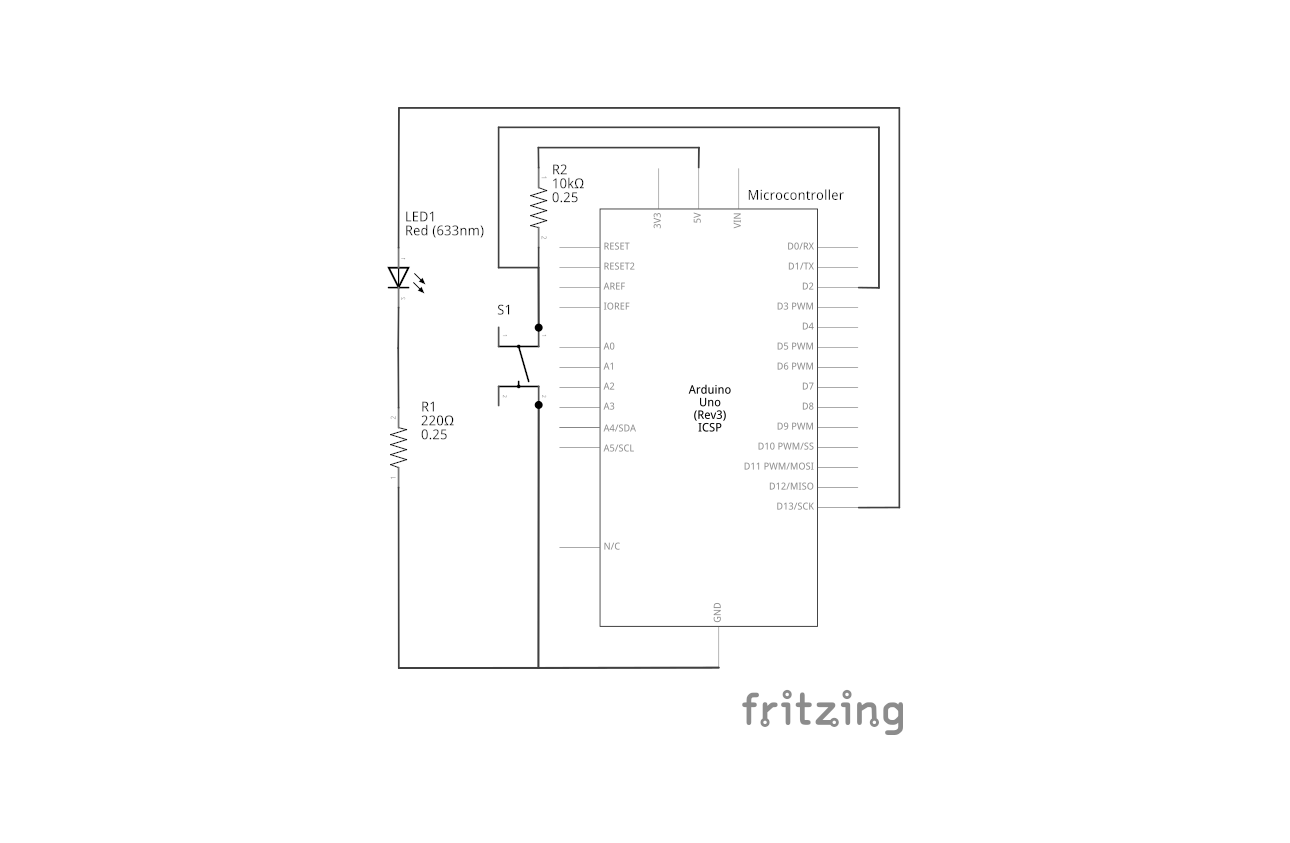 R2
10kΩ
0.25
Microcontroller
LED1
Red (633nm)
3V3
5V
VIN
RESET
RESET2
AREF
IOREF
A0
A1
A2
A3
A4/SDA
A5/SCL
N/C
D0/RX
D1/TX
D2
D3 PWM
D4
D5 PWM
D6 PWM
D7
D8
D9 PWM
D10 PWM/SS
D11 PWM/MOSI
D12/MISO
D13/SCK
S1
Arduino
Uno
(Rev3)
ICSP
R1
220Ω
0.25
GND
fritzing